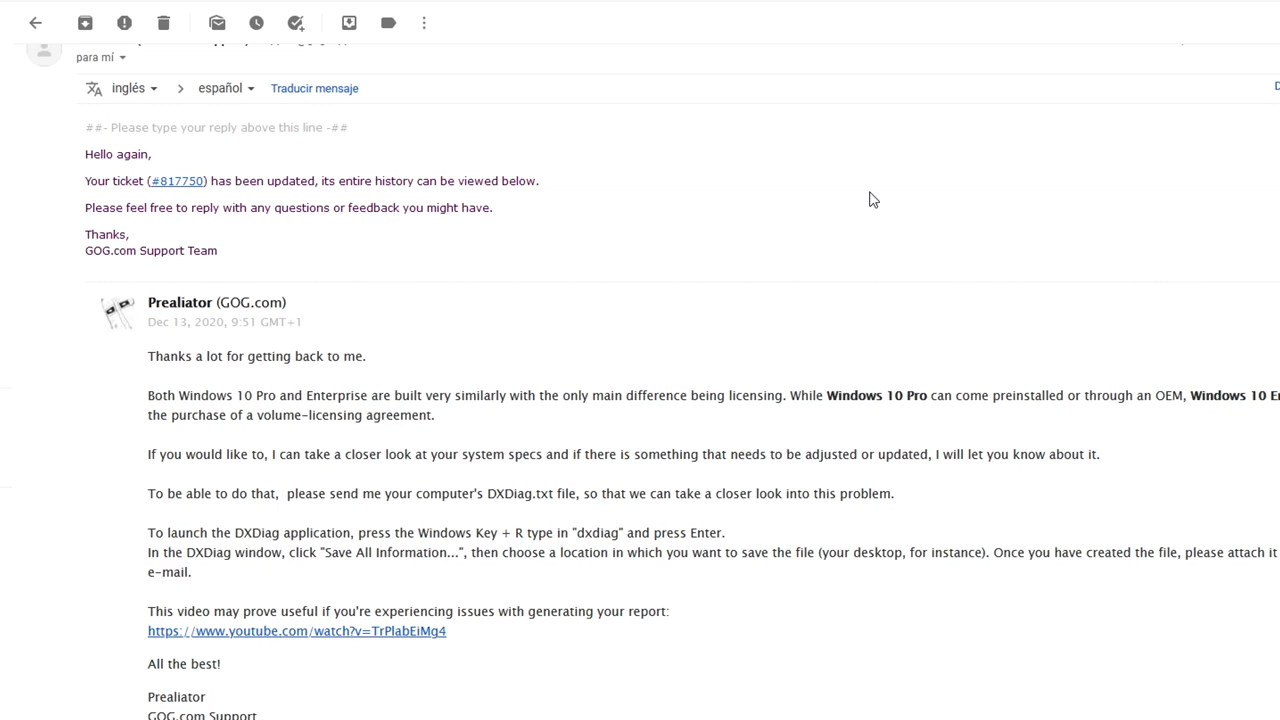 para mí
inglés
español
Traducir mensaje
##- Please type your reply above this line -##
Hello again,
Your ticket (#817750) has been updated, its entire history can be viewed below.
Please feel free to reply with any questions or feedback you might have.
Thanks,
GOG.com Support Team
Prealiator (GOG.com)
Dec 13, 2020, 9:51 GMT+1
Thanks a lot for getting back to me.
Both Windows 10 Pro and Enterprise are built very similarly with the only main difference being licensing. While Windows 10 Pro can come preinstalled or through an OEM, Windows 10 En
the purchase of a volume-licensing agreement.
If you would like to, I can take a closer look at your system specs and if there is something that needs to be adjusted or updated, I will let you know about it.
To be able to do that,  please send me your computer's DXDiag.txt file, so that we can take a closer look into this problem.
To launch the DXDiag application, press the Windows Key + R type in "dxdiag" and press Enter.
In the DXDiag window, click "Save All Information...", then choose a location in which you want to save the file (your desktop, for instance). Once you have created the file, please attach it
e-mail.
This video may prove useful if you're experiencing issues with generating your report:
https://www.youtube.com/watch?v=TrPlabEiMg4
All the best!
Prealiator
GOG.com Support